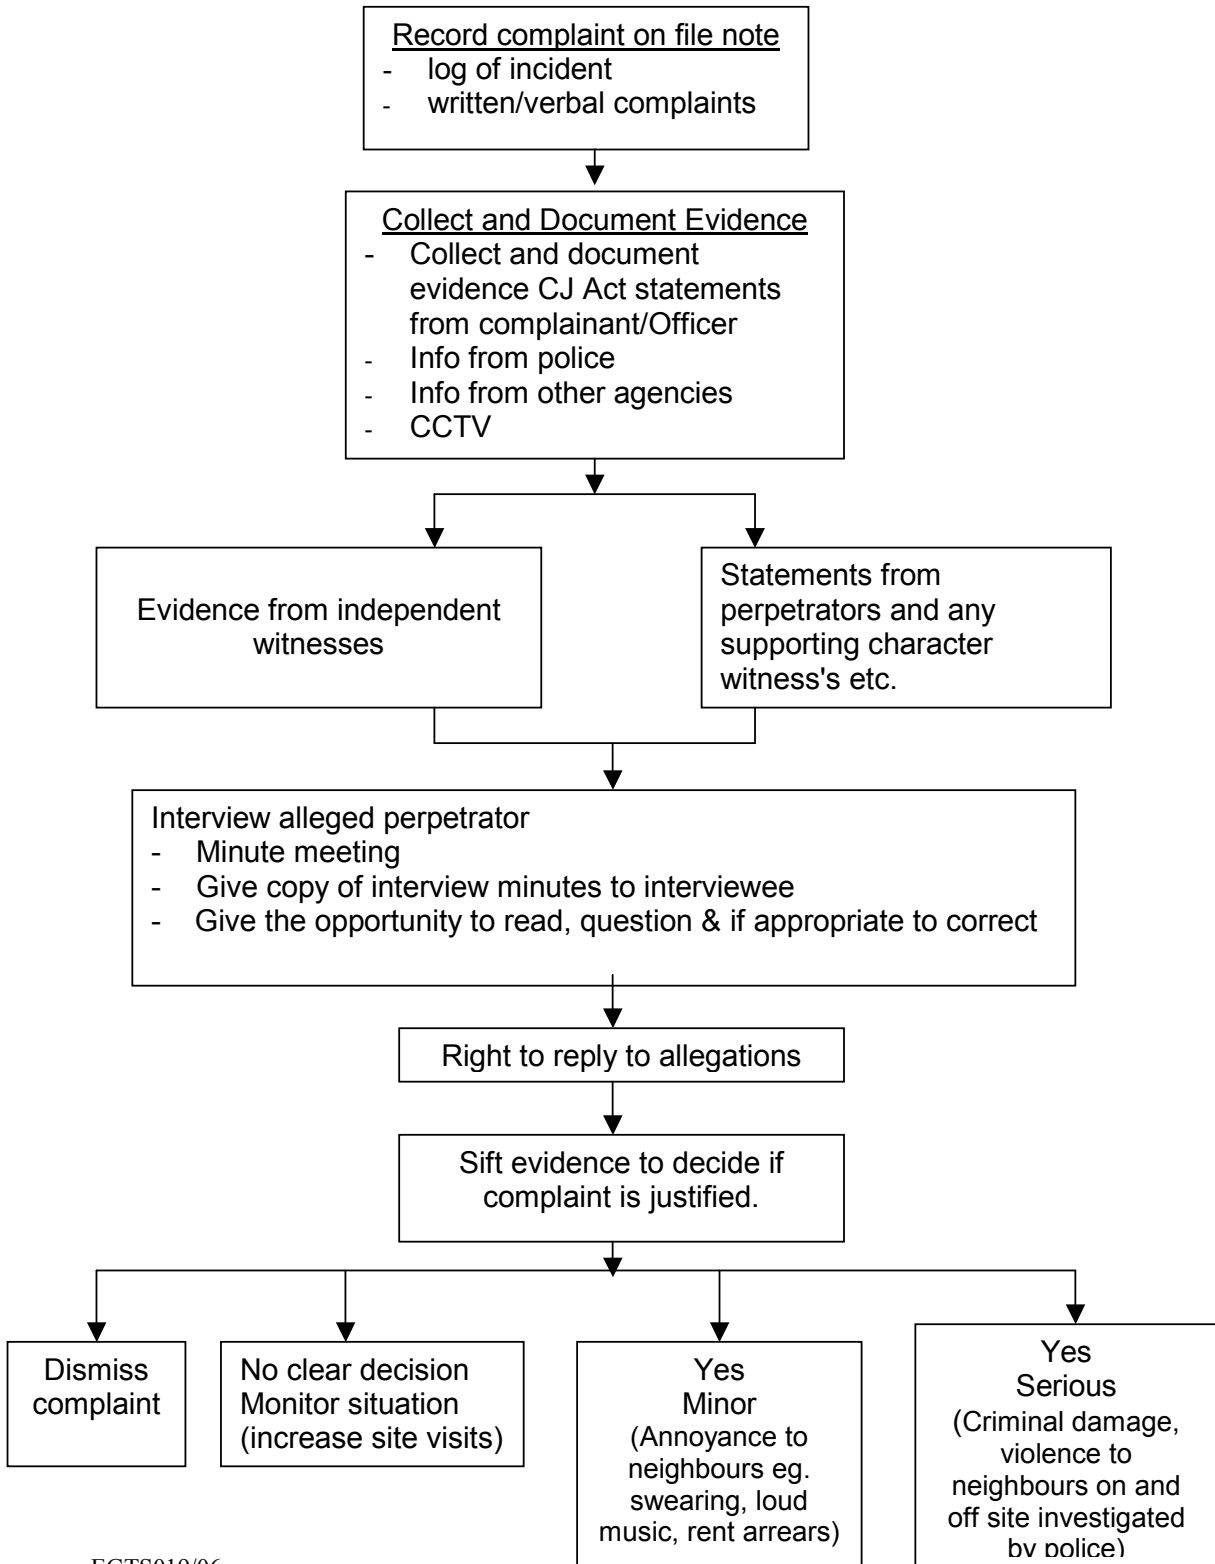 Record complaint on file note
- log of incident
- written/verbal complaints
Collect and Document Evidence
- Collect and document
evidence CJ Act statements
from complainant/Officer
- Info from police
- Info from other agencies
- CCTV
Evidence from independent
witnesses
Statements from
perpetrators and any
supporting character
witness's etc.
Interview alleged perpetrator
- Minute meeting
- Give copy of interview minutes to interviewee
- Give the opportunity to read, question & if appropriate to correct
Right to reply to allegations
Sift evidence to decide if
complaint is justified.
Dismiss
complaint
No clear decision
Monitor situation
(increase site visits)
Yes
Minor
(Annoyance to
neighbours eg.
swearing, loud
music, rent arrears)
Yes
Serious
(Criminal damage,
violence to
neighbours on and
off site investigated
by police)